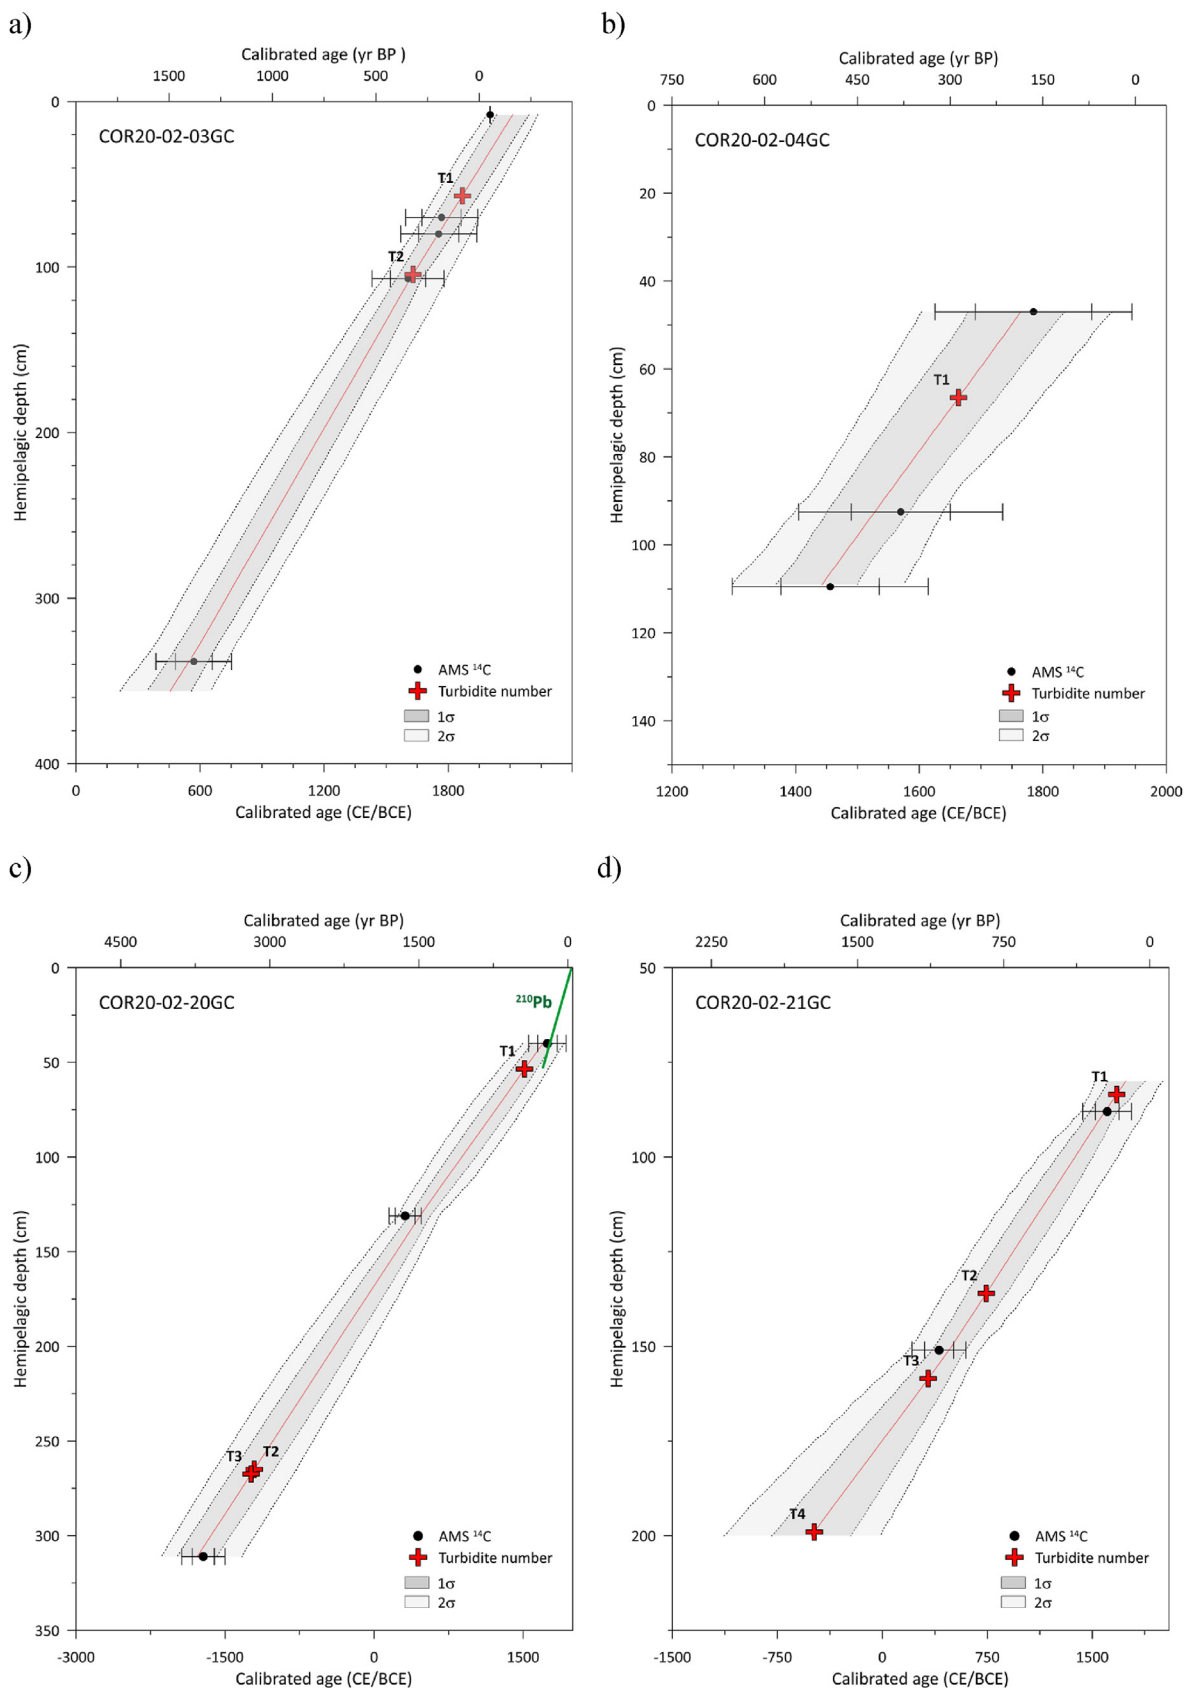 a)
Calibrated age (yr BP )
1500 1000 500 0
0
COR20-02-03GC
T1
T2
100
200
300
400
Hemipelagic depth (cm)
AMS ¹⁴C
Turbidite number
1σ
2σ
0 600 1200 1800
Calibrated age (CE/BCE)
b)
Calibrated age (yr BP)
750 600 450 300 150 0
0
COR20-02-04GC
20
40
60
T1
80
100
120
140
Hemipelagic depth (cm)
AMS ¹⁴C
Turbidite number
1σ
2σ
1200 1400 1600 1800 2000
Calibrated age (CE/BCE)
c)
Calibrated age (yr BP)
4500 3000 1500 0
0
COR20-02-20GC
²¹⁰Pb
T1
50
100
150
200
250
T3 T2
300
350
Hemipelagic depth (cm)
AMS ¹⁴C
Turbidite number
1σ
2σ
-3000 -1500 0 1500
Calibrated age (CE/BCE)
d)
Calibrated age (yr BP)
2250 1500 750 0
50
COR20-02-21GC
T1
100
T2
150
T3
T4
200
Hemipelagic depth (cm)
AMS ¹⁴C
Turbidite number
1σ
2σ
-1500 -750 0 750 1500
Calibrated age (CE/BCE)